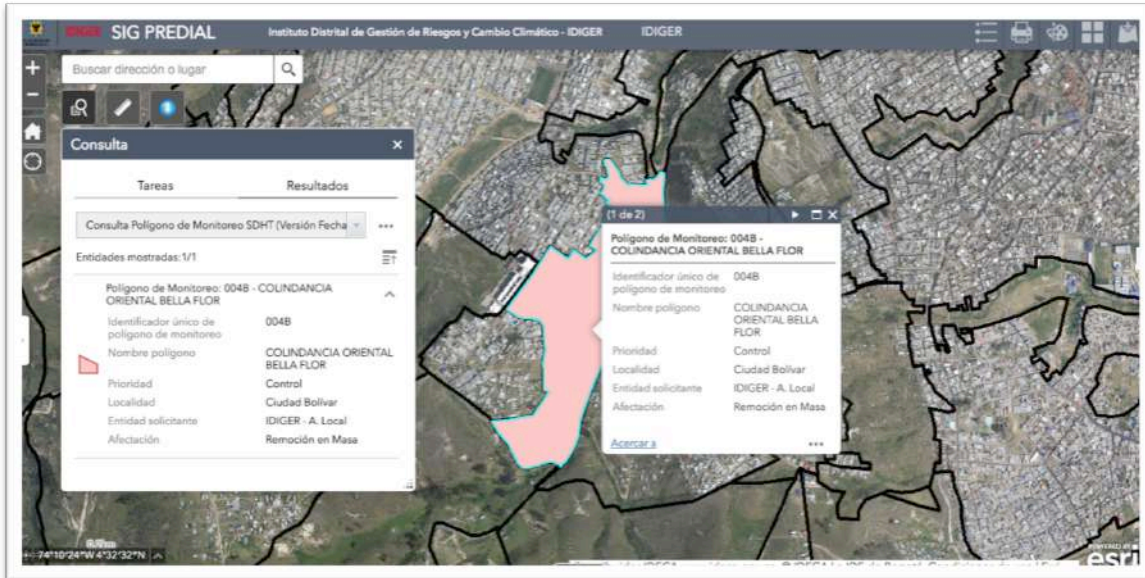 IDIGER SIG PREDIAL Instituto Distrital de Gestión de Riesgos y Cambio Climático - IDIGER IDIGER
Buscar dirección o lugar
Consulta
Tareas Resultados
Consulta Polígono de Monitoreo SDHT (Versión Fecha
Entidades mostradas: 1/1
Polígono de Monitoreo: 004B - COLINDANCIA
ORIENTAL BELLA FLOR
Identificador único de 004B
polígono de monitoreo
Nombre polígono COLINDANCIA ORIENTAL
BELLA FLOR
Prioridad Control
Localidad Ciudad Bolívar
Entidad solicitante IDIGER - A. Local
Afectación Remoción en Masa
(1 de 2)
Polígono de Monitoreo: 004B -
COLINDANCIA ORIENTAL BELLA FLOR
Identificador único de 004B
polígono de monitoreo
Nombre polígono COLINDANCIA
ORIENTAL BELLA
FLOR
Prioridad Control
Localidad Ciudad Bolívar
Entidad solicitante IDIGER - A. Local
Afectación Remoción en Masa
Acercar a
74°10'24"W 4°32'32"N
POWERED BY
esri